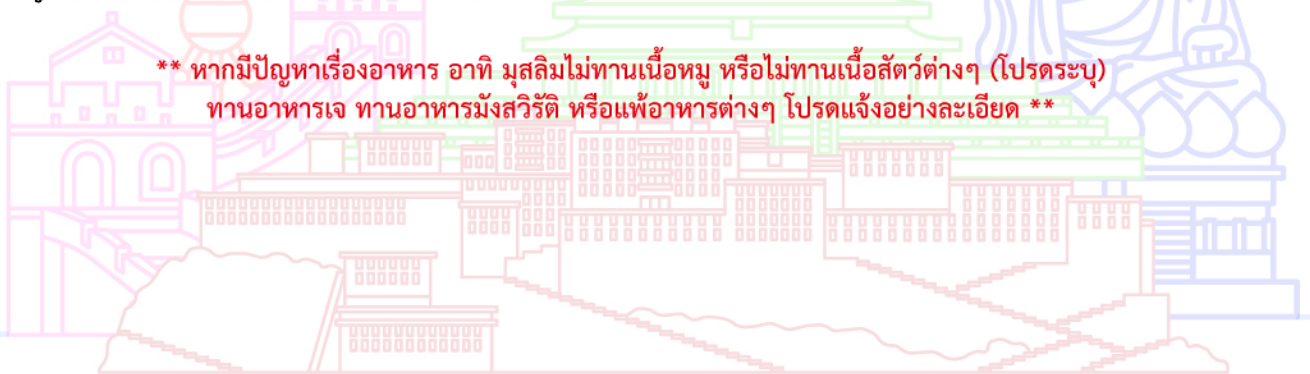 ** หากมีปัญหาเรื่องอาหาร อาทิ มุสลิมไม่ทานเนื้อหมู หรือไม่ทานเนื้อสัตว์ต่างๆ (โปรดระบุ)
ทานอาหารเจ ทานอาหารมังสวิรัติ หรือแพ้อาหารต่างๆ โปรดแจ้งอย่างละเอียด **